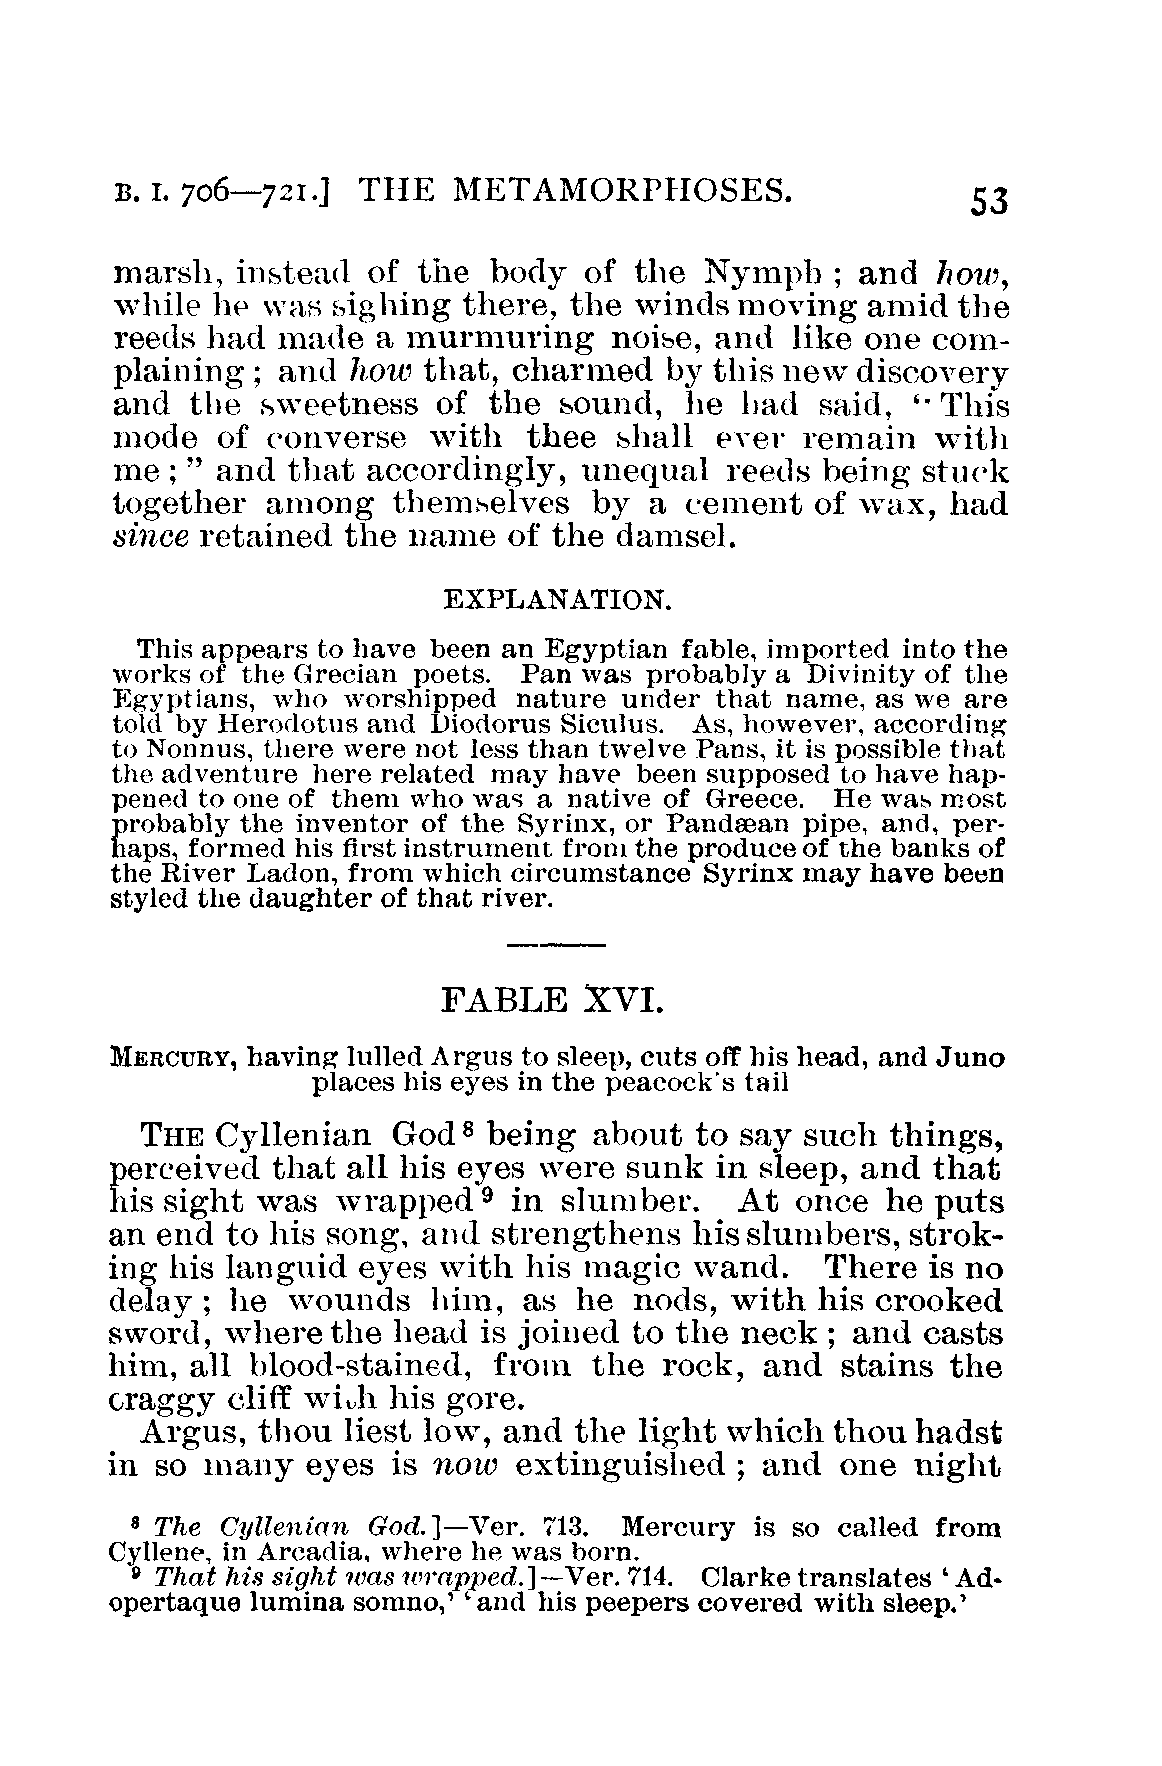 B. I. 706—721.] THE METAMORPHOSES. 53
marsh, instead of the body of the Nymph ; and how,
while he was sighing there, the winds moving amid the
reeds had made a murmuring noise, and like one com-
plaining ; and how that, charmed by this new discovery
and the sweetness of the sound, he had said, “This
mode of converse with thee shall ever remain with
me ;” and that accordingly, unequal reeds being stuck
together among themselves by a cement of wax, had
since retained the name of the damsel.
EXPLANATION.
This appears to have been an Egyptian fable, imported into the
works of the Grecian poets. Pan was probably a Divinity of the
Egyptians, who worshipped nature under that name, as we are
told by Herodotus and Diodorus Siculus. As, however, according
to Nonnus, there were not less than twelve Pans, it is possible that
the adventure here related may have been supposed to have hap-
pened to one of them who was a native of Greece. He was most
probably the inventor of the Syrinx, or Pandæan pipe, and, per-
haps, formed his first instrument from the produce of the banks of
the River Ladon, from which circumstance Syrinx may have been
styled the daughter of that river.
FABLE XVI.
MERCURY, having lulled Argus to sleep, cuts off his head, and Juno
places his eyes in the peacock's tail
THE Cyllenian God⁸ being about to say such things,
perceived that all his eyes were sunk in sleep, and that
his sight was wrapped⁹ in slumber. At once he puts
an end to his song, and strengthens his slumbers, strok-
ing his languid eyes with his magic wand. There is no
delay ; he wounds him, as he nods, with his crooked
sword, where the head is joined to the neck ; and casts
him, all blood-stained, from the rock, and stains the
craggy cliff with his gore.
Argus, thou liest low, and the light which thou hadst
in so many eyes is now extinguished ; and one night
⁸ The Cyllenian God.]—Ver. 713. Mercury is so called from
Cyllene, in Arcadia, where he was born.
⁹ That his sight was wrapped.]—Ver. 714. Clarke translates ‘Ad-
opertaque lumina somno,’ ‘and his peepers covered with sleep.’